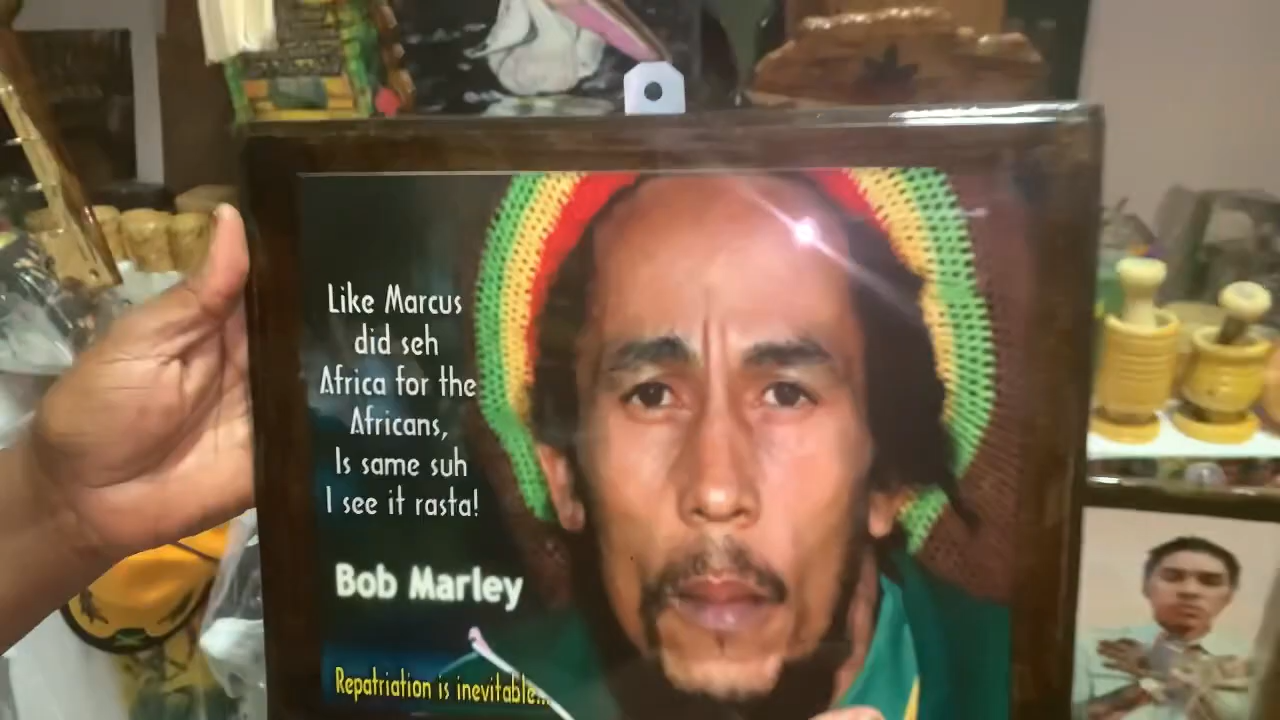 Like Marcus
did seh
Africa for the
Africans,
Is same suh
I see it rasta!
Bob Marley
Repatriation is inevitable...